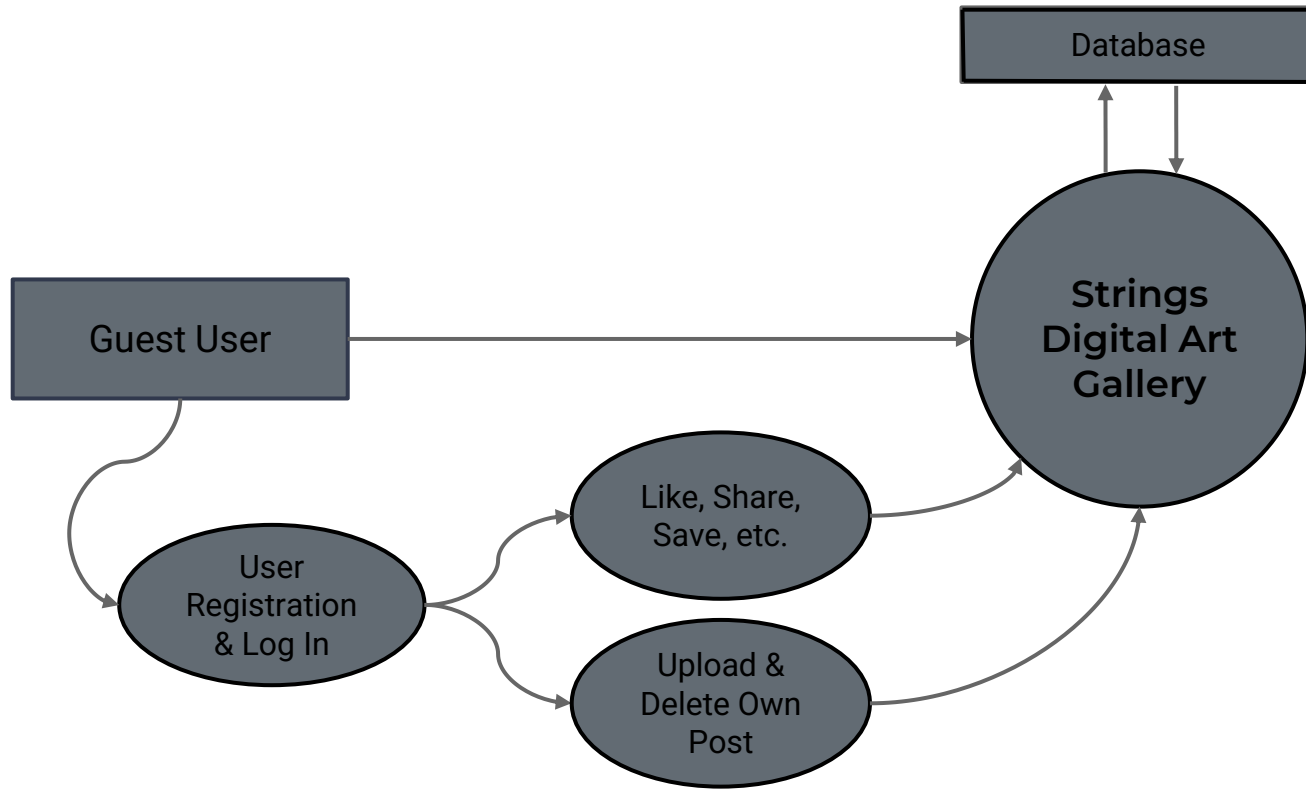 Database
Strings
Digital Art
Gallery
Guest User
Like, Share,
Save, etc.
User
Registration
& Log In
Upload &
Delete Own
Post